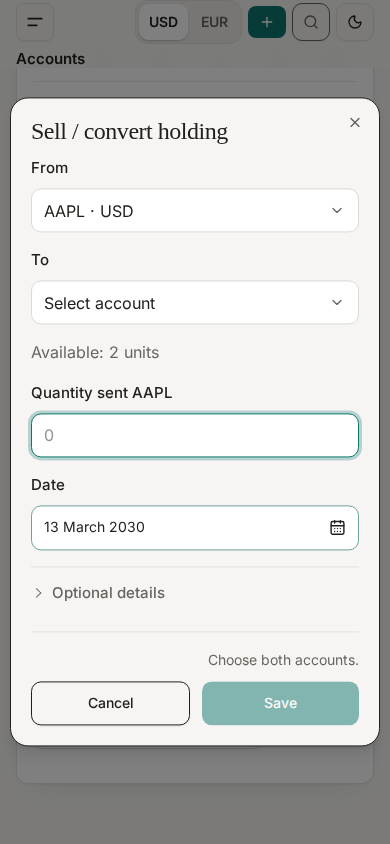 USD
EUR
Accounts
Sell / convert holding
From
AAPL · USD
To
Select account
Available: 2 units
Quantity sent AAPL
0
Date
13 March 2030
Optional details
Choose both accounts.
Cancel
Save